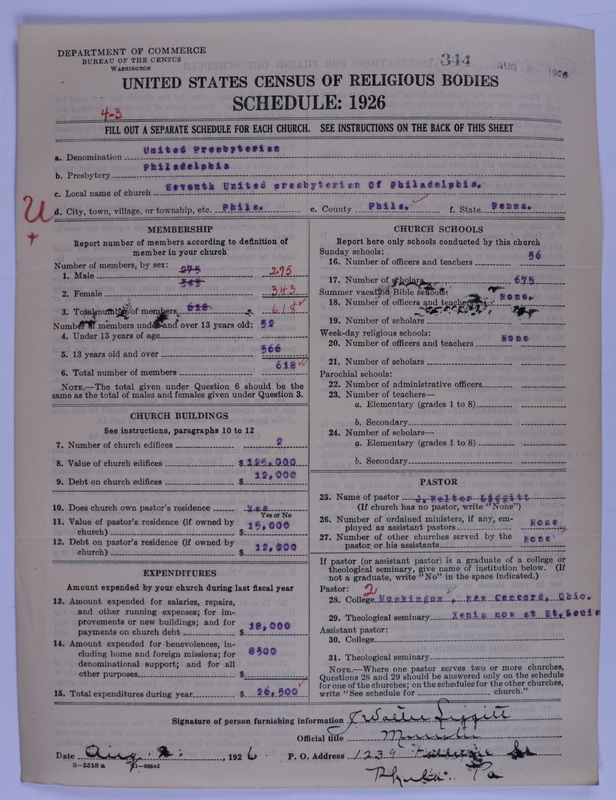 DEPARTMENT OF COMMERCE
BUREAU OF THE CENSUS
WASHINGTON
344 AUG 1926
UNITED STATES CENSUS OF RELIGIOUS BODIES
SCHEDULE: 1926
4-3
FILL OUT A SEPARATE SCHEDULE FOR EACH CHURCH. SEE INSTRUCTIONS ON THE BACK OF THIS SHEET
a. Denomination United Presbyterian
b. Presbytery Philadelphia
c. Local name of church Seventh United presbyterian Of Philadelphia.
U
d. City, town, village, or township, etc. Phila. e. County Phila. f. State Penna.
MEMBERSHIP
Report number of members according to definition of member in your church
Number of members, by sex: 275
1. Male 275
343
2. Female 343
3. Total number of members 618 618
Number of members under and over 13 years old: 52
4. Under 13 years of age
5. 13 years old and over 566
6. Total number of members 618
NOTE.—The total given under Question 6 should be the same as the total of males and females given under Question 3.
CHURCH BUILDINGS
See instructions, paragraphs 10 to 12
7. Number of church edifices 2
8. Value of church edifices $125,000
9. Debt on church edifices $ 12,000
10. Does church own pastor's residence Yes
Yes or No
11. Value of pastor's residence (if owned by church) $ 15,000
12. Debt on pastor's residence (if owned by church) $ 12,000
EXPENDITURES
Amount expended by your church during last fiscal year
13. Amount expended for salaries, repairs, and other running expenses; for improvements or new buildings; and for payments on church debt $ 18,000
14. Amount expended for benevolences, including home and foreign missions; for denominational support; and for all other purposes $ 8500
15. Total expenditures during year $ 26,500
CHURCH SCHOOLS
Report here only schools conducted by this church
Sunday schools:
16. Number of officers and teachers 56
17. Number of scholars 675
Summer vacation Bible schools:
18. Number of officers and teachers None.
19. Number of scholars
Week-day religious schools:
20. Number of officers and teachers None
21. Number of scholars
Parochial schools:
22. Number of administrative officers
23. Number of teachers—
a. Elementary (grades 1 to 8)
b. Secondary
24. Number of scholars—
a. Elementary (grades 1 to 8)
b. Secondary
PASTOR
25. Name of pastor J. Walter Liggitt
(If church has no pastor, write "None")
26. Number of ordained ministers, if any, employed as assistant pastors None
27. Number of other churches served by the pastor or his assistants None
If pastor (or assistant pastor) is a graduate of a college or theological seminary, give name of institution below. (If not a graduate, write "No" in the space indicated.)
Pastor: 2
28. College Muskingum, New Concord, Ohio.
29. Theological seminary Xenia now at St. Louis
Assistant pastor:
30. College
31. Theological seminary
NOTE.—Where one pastor serves two or more churches, Questions 28 and 29 should be answered only on the schedule for one of the churches; on the schedules for the other churches, write "See schedule for church."
Signature of person furnishing information J Walter Liggitt
Official title Minister
Date Aug 2 1926 P. O. Address 1239
Phila. Pa
8-5518 a 11-9056